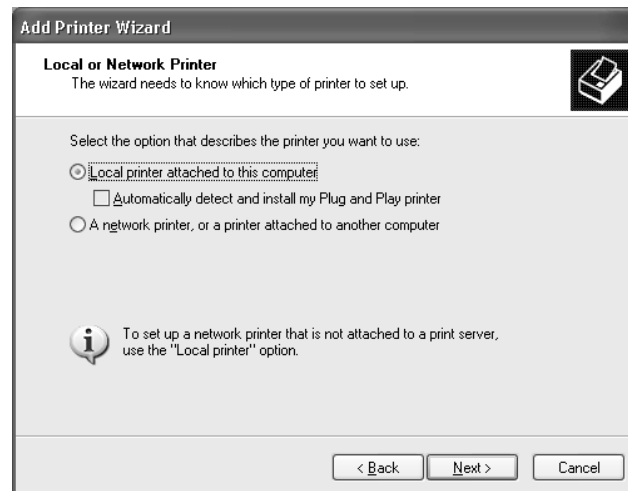 Add Printer Wizard
Local or Network Printer
The wizard needs to know which type of printer to set up.
Select the option that describes the printer you want to use:
Local printer attached to this computer
Automatically detect and install my Plug and Play printer
A network printer, or a printer attached to another computer
To set up a network printer that is not attached to a print server,
use the "Local printer" option.
< Back
Next >
Cancel